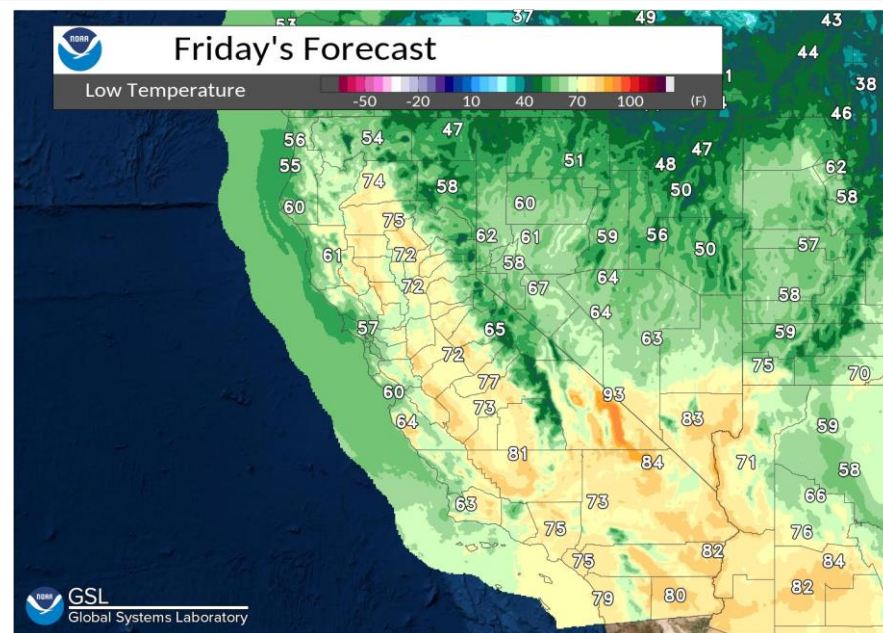 53 37 49 43
NOAA
Friday's Forecast
44
Low Temperature
-50 -20 10 40 70 100 (F)
38
46
56 54 47
47
55 51 48 62
74 58 50 58
60 60
75
62 61 59 56 50 57
61 72 58
72 67 64 58
64
57 65 63 59
72 75 70
77
60 73 93
64 83 59
81 84 71 58
63 73 66
75 76
75 82 84
79 80 82
NOAA
GSL
Global Systems Laboratory